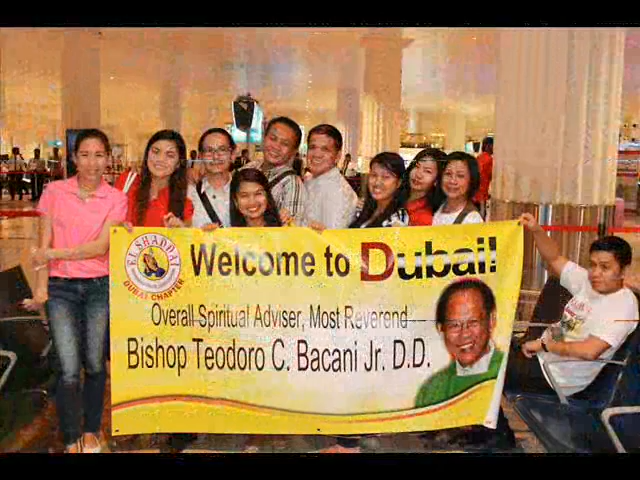 EL SHADDAI
DUBAI CHAPTER
Welcome to Dubai!
Overall Spiritual Adviser, Most Reverend
Bishop Teodoro C. Bacani Jr. D.D.